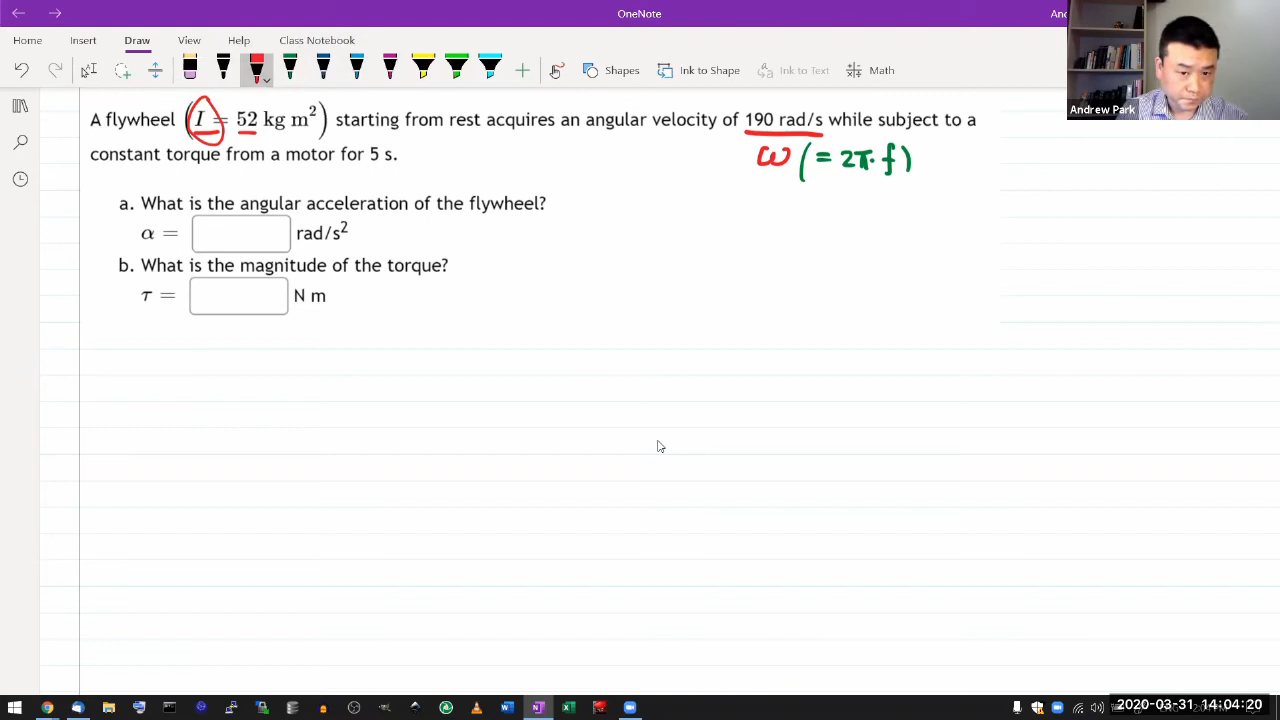 OneNote
And
Home Insert Draw View Help Class Notebook
Shapes Ink to Shape Ink to Text Math
Andrew Park
A flywheel (I = 52 kg m²) starting from rest acquires an angular velocity of 190 rad/s while subject to a
constant torque from a motor for 5 s.
ω (= 2π·f)
a. What is the angular acceleration of the flywheel?
α = rad/s²
b. What is the magnitude of the torque?
τ = N m
2020-03-31 14:04:20